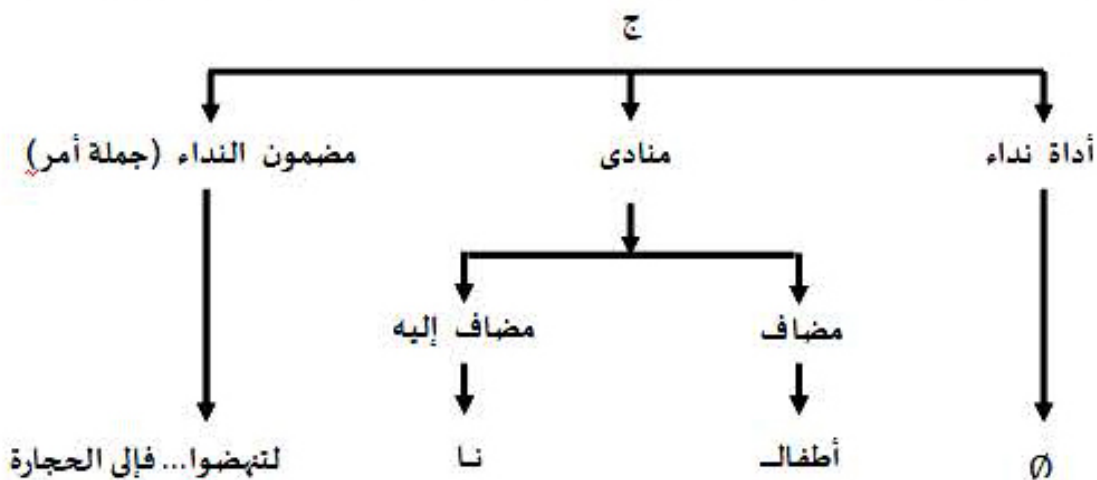 ج
أداة نداء منادى مضمون النداء (جملة أمر)
مضاف مضاف إليه
Ø أطفالـ نـا لتنهضوا... فإلى الحجارة